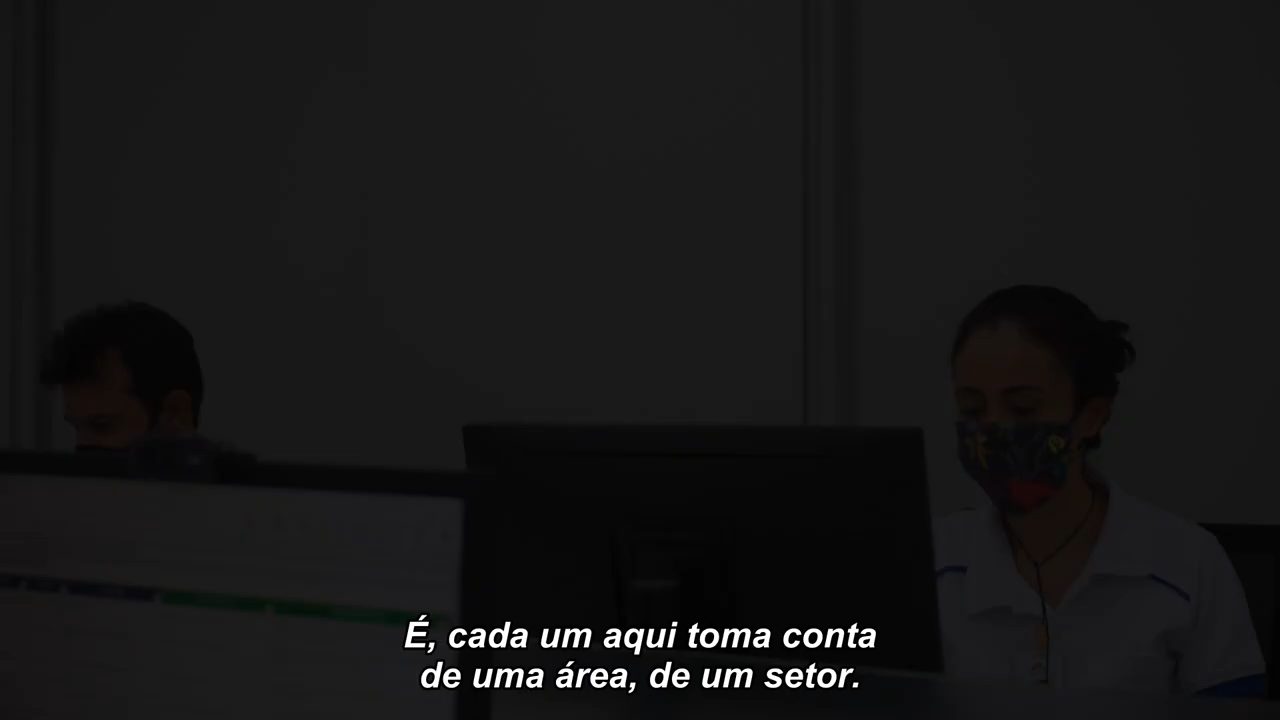 É, cada um aqui toma conta
de uma área, de um setor.